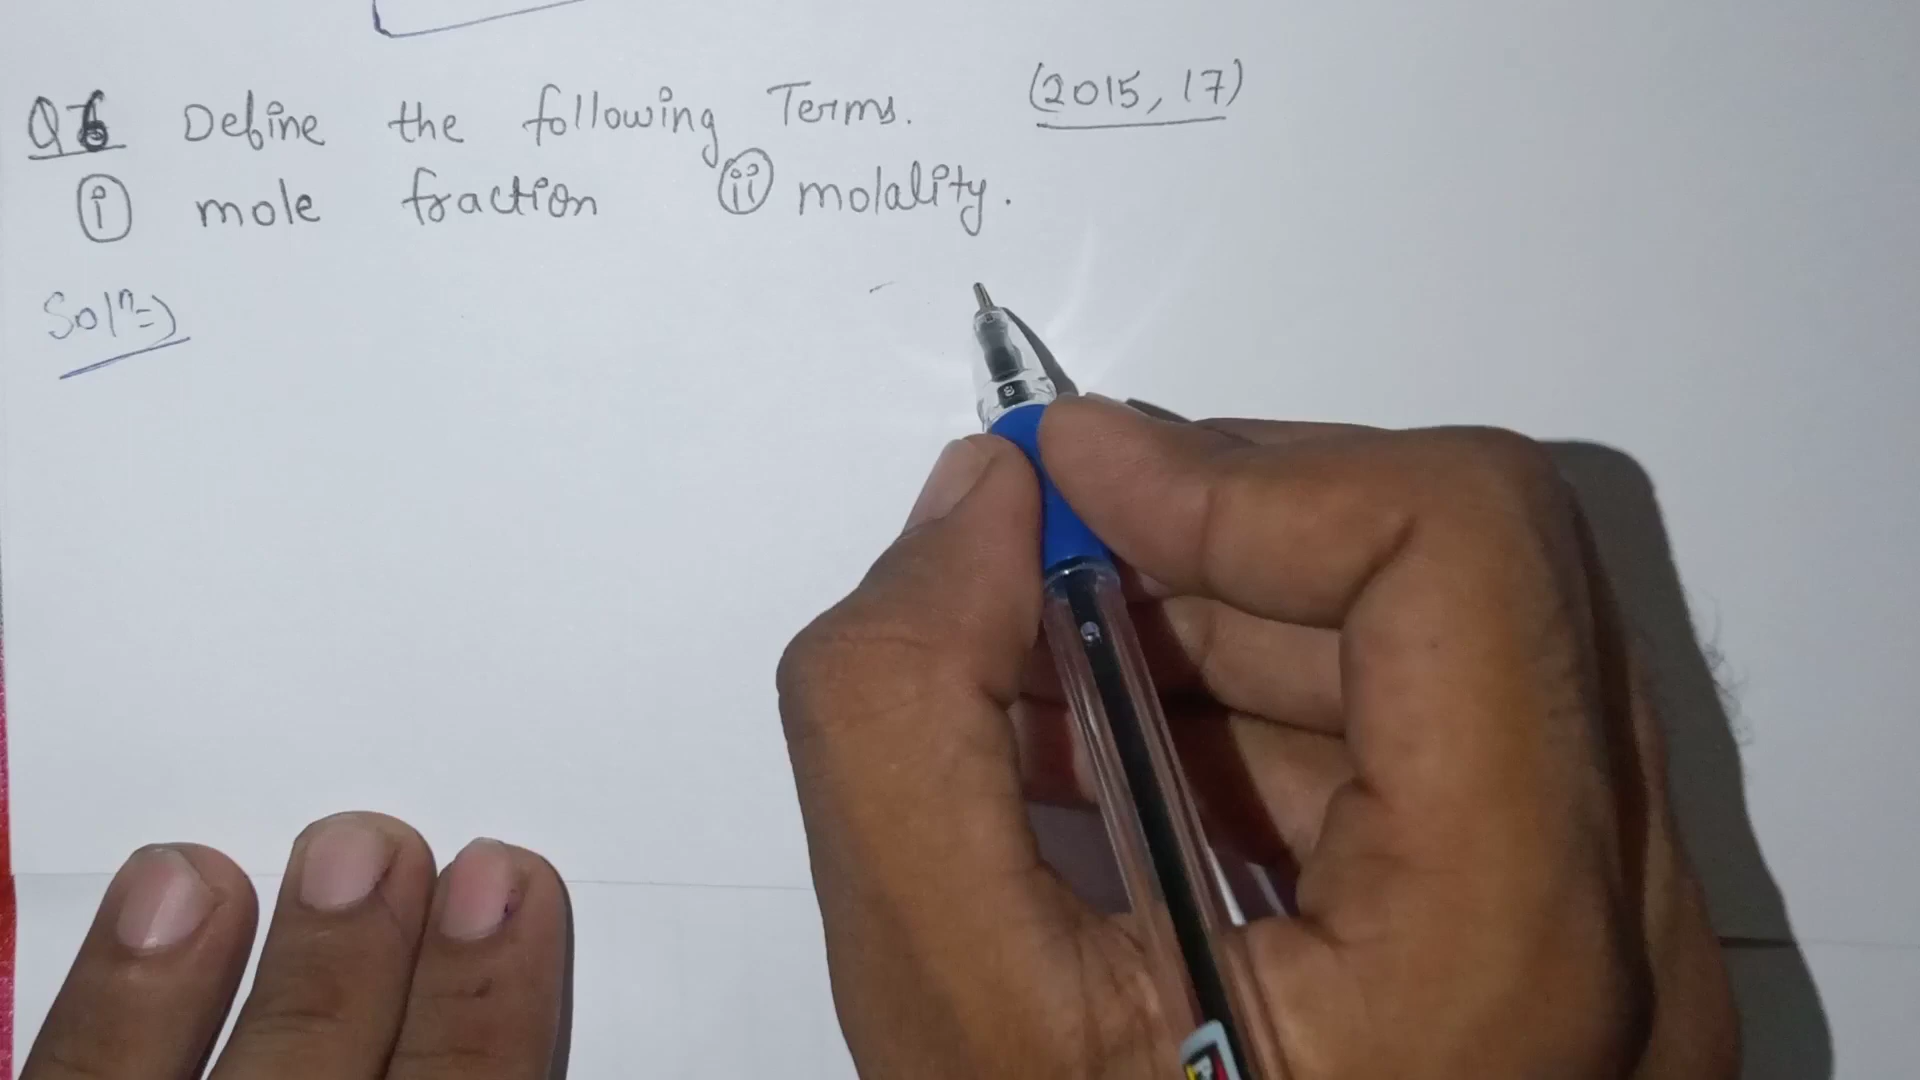 Q6 Define the following Terms. (2015, 17)
(i) mole fraction (ii) molality.
Solⁿ=)